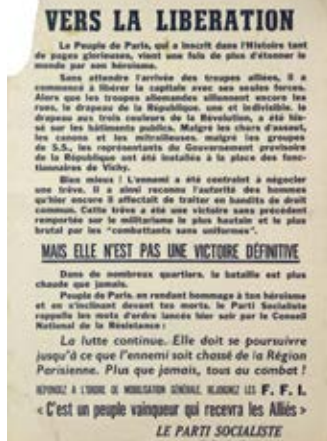 VERS LA LIBERATION
Le Peuple de Paris, qui a inscrit dans l'Histoire tant
de pages glorieuses, vient une fois de plus d'étonner le
monde par son héroïsme.
Sans attendre l'arrivée des troupes alliées, il a
commencé à libérer la capitale avec ses seules forces.
Alors que les troupes allemandes sillonnent encore les
rues, le drapeau de la République, une et indivisible, le
drapeau aux trois couleurs de la Révolution, a été his-
sé sur les bâtiments publics. Malgré les chars d'assaut,
les canons et les mitrailleuses, malgré les groupes
de S.S., les représentants du Gouvernement provisoire
de la République ont été installés à la place des fonc-
tionnaires de Vichy.
Bien mieux ! L'ennemi a été contraint à négocier
une trêve. Il a ainsi reconnu l'autorité des hommes
qu'hier encore il affectait de traiter en bandits de droit
commun. Cette trêve a été une victoire sans précédent
remportée sur le militarisme le plus hautain et le plus
brutal par les "combattants sans uniformes".
MAIS ELLE N'EST PAS UNE VICTOIRE DÉFINITIVE
Dans de nombreux quartiers, la bataille est plus
chaude que jamais.
Peuple de Paris, en rendant hommage à ton héroïsme
et en s'inclinant devant tes morts, le Parti Socialiste
rappelle les mots d'ordre lancés hier soir par le Conseil
National de la Résistance :
La lutte continue. Elle doit se poursuivre
jusqu'à ce que l'ennemi soit chassé de la Région
Parisienne. Plus que jamais, tous au combat !
RÉPONDEZ A L'ORDRE DE MOBILISATION GÉNÉRALE, REJOIGNEZ LES F. F. I.
« C'est un peuple vainqueur qui recevra les Alliés »
LE PARTI SOCIALISTE